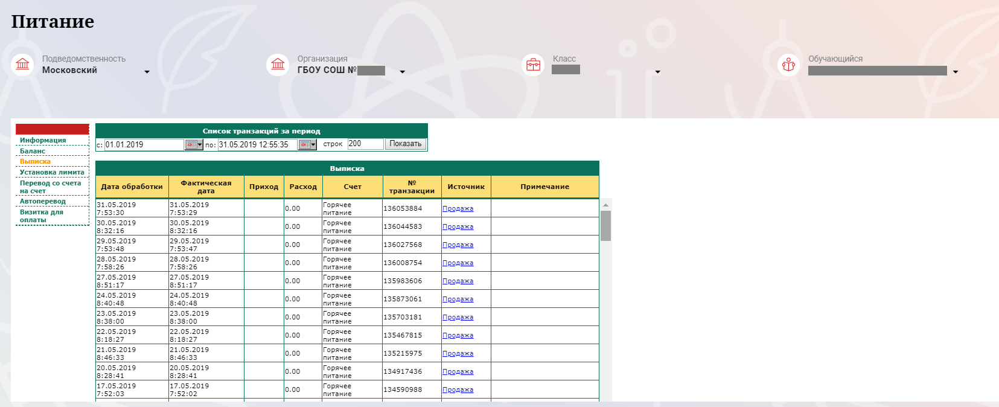 Питание
Подведомственность
Московский
Организация
ГБОУ СОШ №
Класс
Обучающийся
Информация
Баланс
Выписка
Установка лимита
Перевод со счета
на счет
Автоперевод
Визитка для
оплаты
Список транзакций за период
с: 01.01.2019 по: 31.05.2019 12:55:35 строк 200 Показать
Выписка
Дата обработки Фактическая дата Приход Расход Счет № транзакции Источник Примечание
31.05.2019 7:53:30 31.05.2019 7:53:29 0.00 Горячее питание 136053884 Продажа
30.05.2019 8:32:16 30.05.2019 8:32:16 0.00 Горячее питание 136044583 Продажа
29.05.2019 7:53:48 29.05.2019 7:53:47 0.00 Горячее питание 136027568 Продажа
28.05.2019 7:58:26 28.05.2019 7:58:26 0.00 Горячее питание 136008754 Продажа
27.05.2019 8:51:17 27.05.2019 8:51:17 0.00 Горячее питание 135983606 Продажа
24.05.2019 8:40:48 24.05.2019 8:40:48 0.00 Горячее питание 135873061 Продажа
23.05.2019 8:38:00 23.05.2019 8:38:00 0.00 Горячее питание 135703181 Продажа
22.05.2019 8:18:27 22.05.2019 8:18:27 0.00 Горячее питание 135467815 Продажа
21.05.2019 8:46:33 21.05.2019 8:46:33 0.00 Горячее питание 135215975 Продажа
20.05.2019 8:28:41 20.05.2019 8:28:41 0.00 Горячее питание 134917436 Продажа
17.05.2019 7:52:03 17.05.2019 7:52:02 0.00 Горячее питание 134590988 Продажа